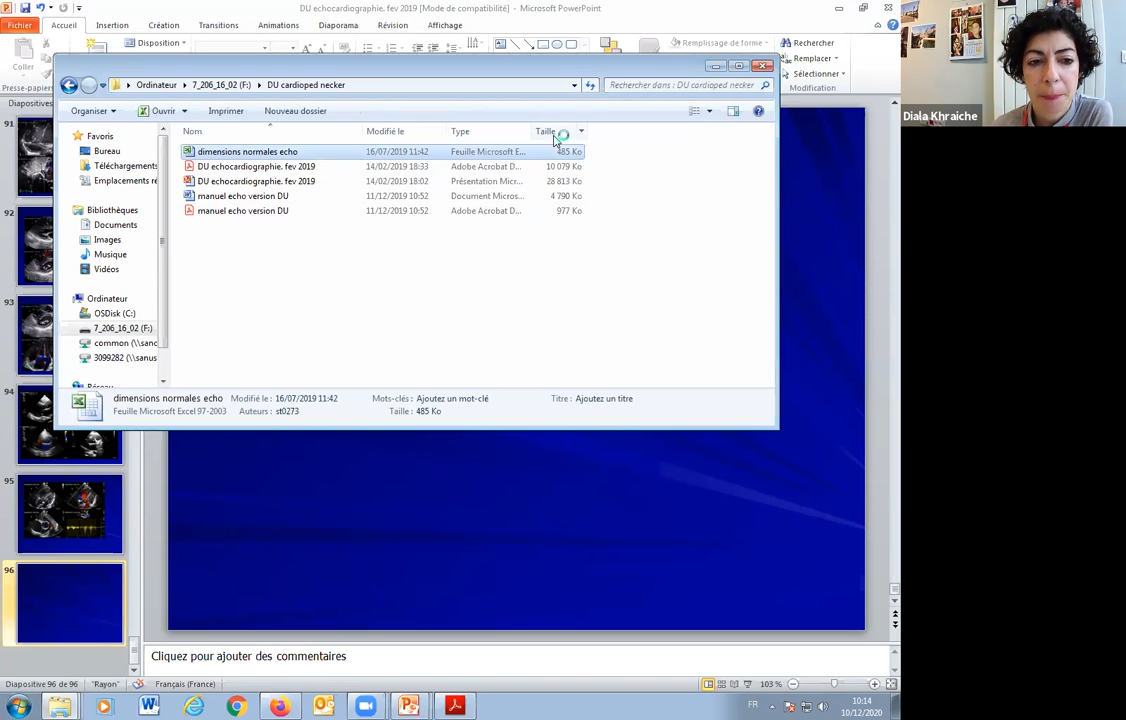 DU echocardiographie. fev 2019 [Mode de compatibilité] - Microsoft PowerPoint
Fichier Accueil Insertion Création Transitions Animations Diaporama Révision Affichage
Coller
Presse-papiers
Disposition
Remplissage de forme
Rechercher
Remplacer
Sélectionner
Modification
Diapositives
Ordinateur 7_206_16_02 (F:) DU cardioped necker
Rechercher dans : DU cardioped necker
Organiser Ouvrir Imprimer Nouveau dossier
Nom Modifié le Type Taille
dimensions normales echo 16/07/2019 11:42 Feuille Microsoft E... 485 Ko
DU echocardiographie. fev 2019 14/02/2019 18:33 Adobe Acrobat D... 10 079 Ko
DU echocardiographie. fev 2019 14/02/2019 18:02 Présentation Micr... 28 813 Ko
manuel echo version DU 11/12/2019 10:52 Document Micros... 4 790 Ko
manuel echo version DU 11/12/2019 10:52 Adobe Acrobat D... 977 Ko
Favoris
Bureau
Téléchargements
Emplacements ré
Bibliothèques
Documents
Images
Musique
Vidéos
Ordinateur
OSDisk (C:)
7_206_16_02 (F:)
common (\\sanus
3099282 (\\sanus
Réseau
dimensions normales echo Modifié le : 16/07/2019 11:42 Mots-clés : Ajoutez un mot-clé Titre : Ajoutez un titre
Feuille Microsoft Excel 97-2003 Auteurs : st0273 Taille : 485 Ko
91
92
93
94
95
96
Cliquez pour ajouter des commentaires
Diapositive 96 de 96 "Rayon" Français (France) 103 %
FR
10:14
10/12/2020
Diala Khraiche